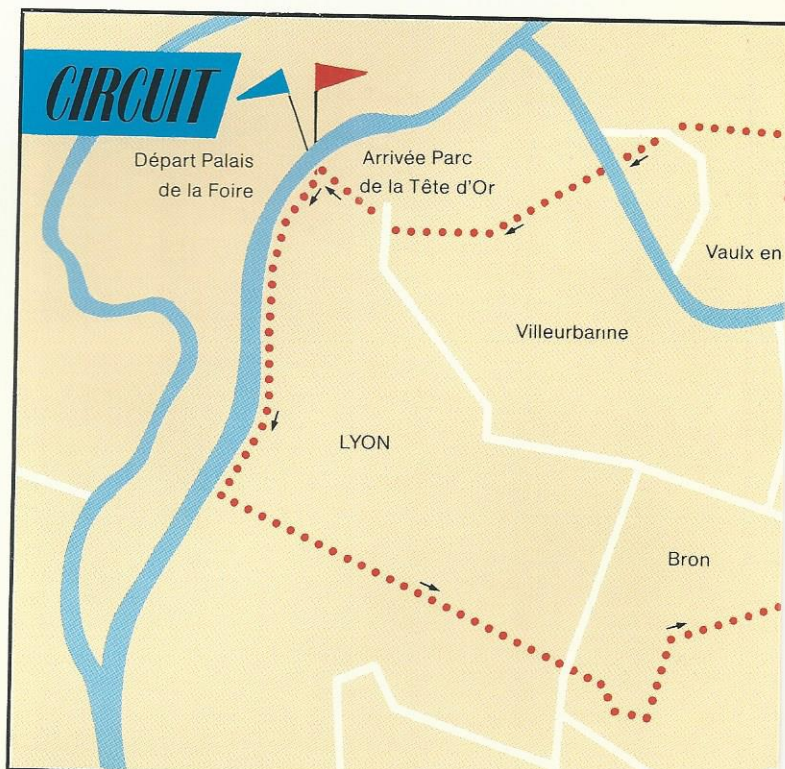 CIRCUIT
Départ Palais
de la Foire
Arrivée Parc
de la Tête d'Or
Vaulx en
Villeurbanne
LYON
Bron